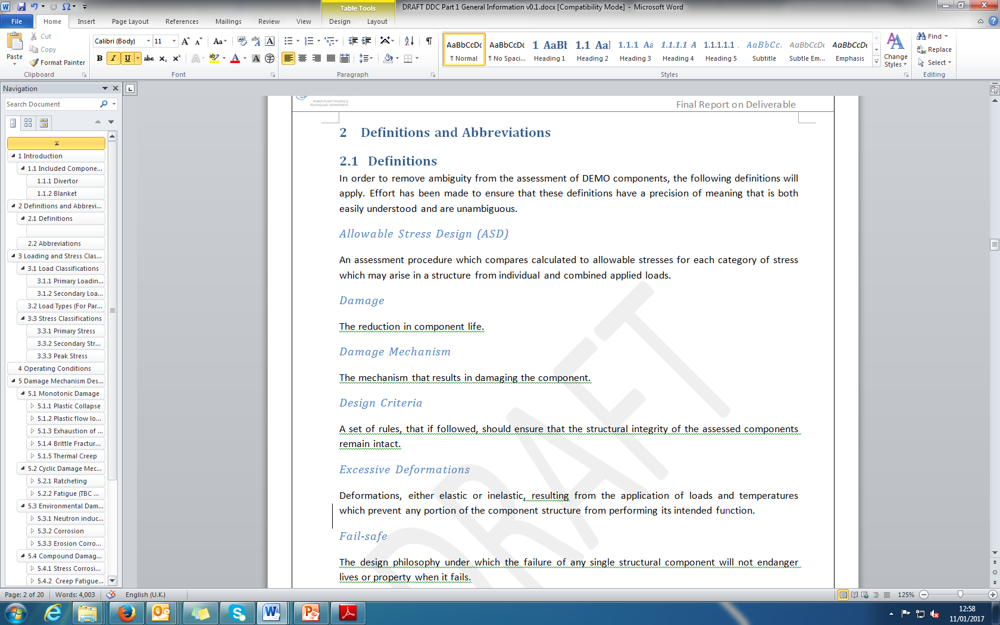 DRAFT DDC Part 1 General Information v0.1.docx [Compatibility Mode] - Microsoft Word
Table Tools
File Home Insert Page Layout References Mailings Review View Design Layout
Paste
Cut
Copy
Format Painter
Clipboard
Calibri (Body) 11
Font
Paragraph
AaBbCcDc AaBbCcDc 1 AaBb 1.1 Aa 1.1.1 Aa 1.1.1.1 A 1.1.1.1.1 AaBbCc. AaBbCcDc AaBbCcDc
¶ Normal ¶ No Spaci... Heading 1 Heading 2 Heading 3 Heading 4 Heading 5 Subtitle Subtle Em... Emphasis
Change Styles
Styles
Find
Replace
Select
Editing
Navigation
Search Document
1 Introduction
1.1 Included Compone...
1.1.1 Divertor
1.1.2 Blanket
2 Definitions and Abbrevi...
2.1 Definitions
2.2 Abbreviations
3 Loading and Stress Clas...
3.1 Load Classifications
3.1.1 Primary Loadin...
3.1.2 Secondary Loa...
3.2 Load Types (For Par...
3.3 Stress Classifications
3.3.1 Primary Stress
3.3.2 Secondary Str...
3.3.3 Peak Stress
4 Operating Conditions
5 Damage Mechanism Des...
5.1 Monotonic Damage
5.1.1 Plastic Collapse
5.1.2 Plastic flow lo...
5.1.3 Exhaustion of ...
5.1.4 Brittle Fractur...
5.1.5 Thermal Creep
5.2 Cyclic Damage Mec...
5.2.1 Ratcheting
5.2.2 Fatigue (TBC ...
5.3 Environmental Dam...
5.3.1 Neutron induc...
5.3.2 Corrosion
5.3.3 Erosion Corro...
5.4 Compound Damag...
5.4.1 Stress Corrosi...
5.4.2 Creep Fatigue...
POWER PLANT PHYSICS &
TECHNOLOGY DEPARTMENT
Final Report on Deliverable
2 Definitions and Abbreviations
2.1 Definitions
In order to remove ambiguity from the assessment of DEMO components, the following definitions will
apply. Effort has been made to ensure that these definitions have a precision of meaning that is both
easily understood and are unambiguous.
Allowable Stress Design (ASD)
An assessment procedure which compares calculated to allowable stresses for each category of stress
which may arise in a structure from individual and combined applied loads.
Damage
The reduction in component life.
Damage Mechanism
The mechanism that results in damaging the component.
Design Criteria
A set of rules, that if followed, should ensure that the structural integrity of the assessed components
remain intact.
Excessive Deformations
Deformations, either elastic or inelastic, resulting from the application of loads and temperatures
which prevent any portion of the component structure from performing its intended function.
Fail-safe
The design philosophy under which the failure of any single structural component will not endanger
lives or property when it fails.
DRAFT
Page: 2 of 20 Words: 4,003 English (U.K.) 125%
12:58
11/01/2017